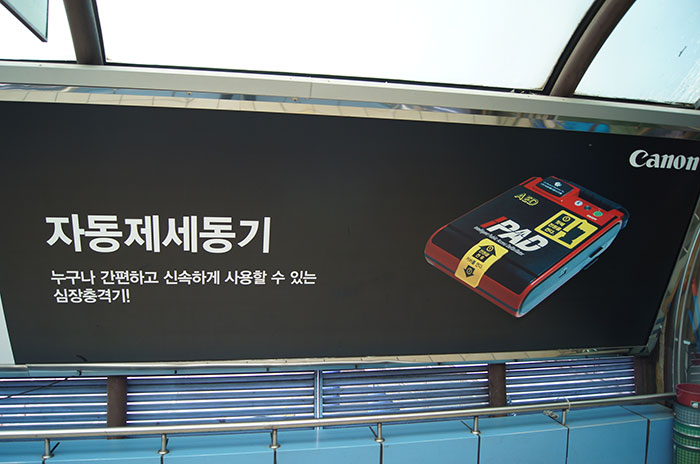 Canon
자동제세동기
누구나 간편하고 신속하게 사용할 수 있는
심장충격기!
AED
iPAD